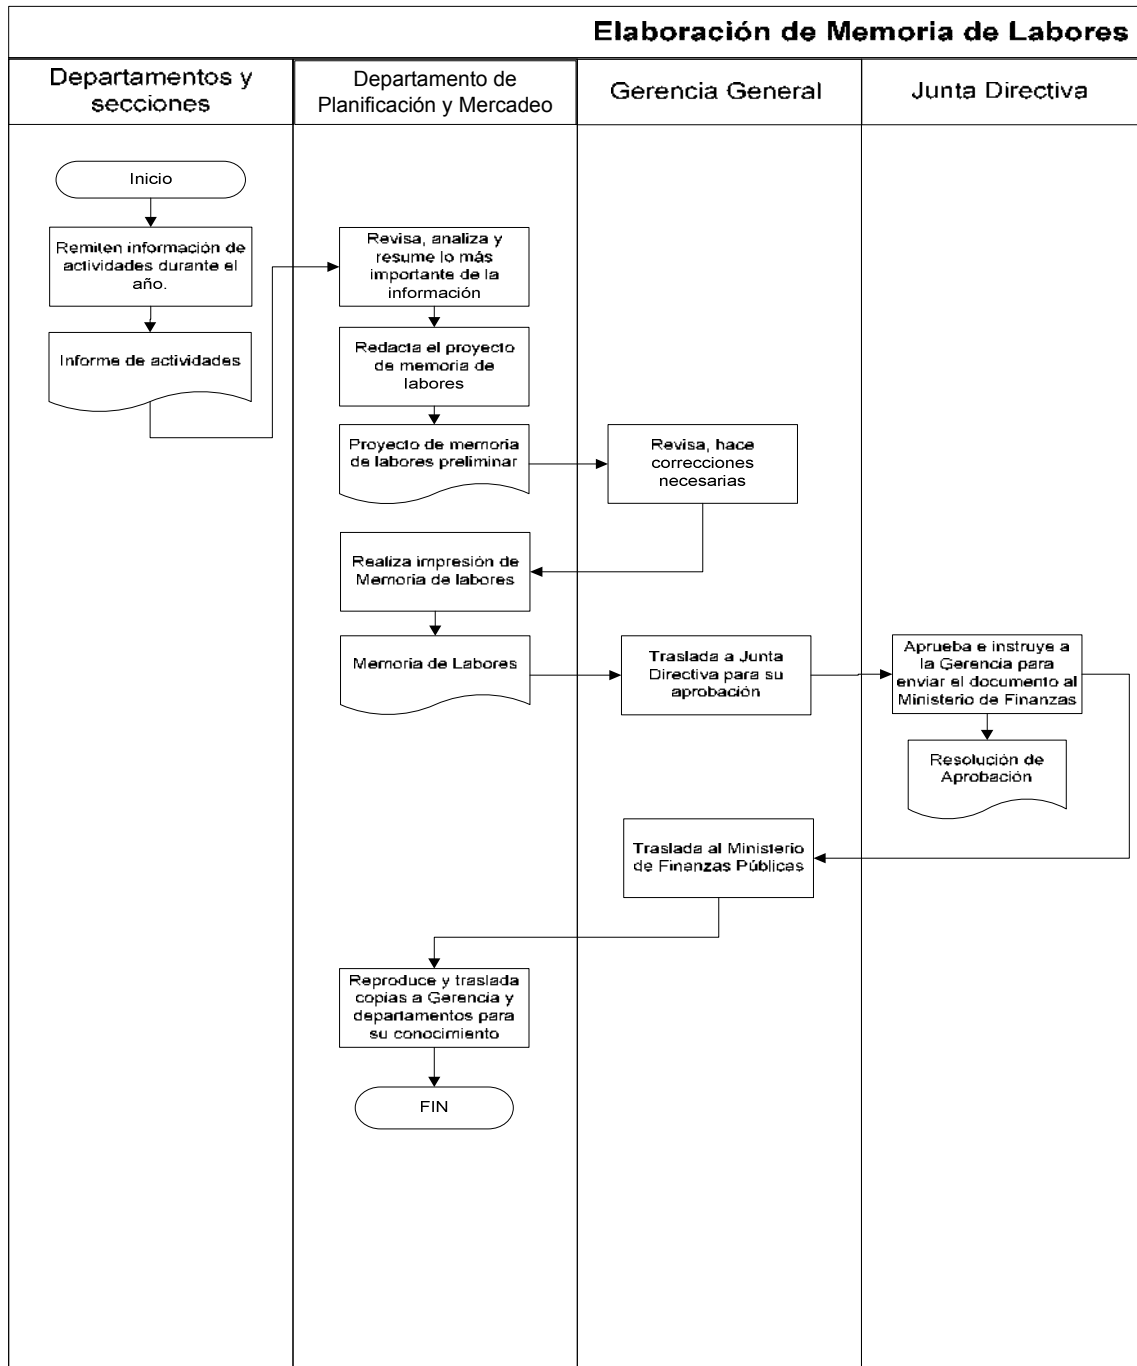 Elaboración de Memoria de Labores
Departamentos y
secciones
Departamento de
Planificación y Mercadeo
Gerencia General
Junta Directiva
Inicio
Remiten información de
actividades durante el
año.
Informe de actividades
Revisa, analiza y
resume lo más
importante de la
información
Redacta el proyecto
de memoria de
labores
Proyecto de memoria
de labores preliminar
Revisa, hace
correcciones
necesarias
Realiza impresión de
Memoria de labores
Memoria de Labores
Traslada a Junta
Directiva para su
aprobación
Aprueba e instruye a
la Gerencia para
enviar el documento al
Ministerio de Finanzas
Resolución de
Aprobación
Traslada al Ministerio
de Finanzas Públicas
Reproduce y traslada
copias a Gerencia y
departamentos para
su conocimiento
FIN